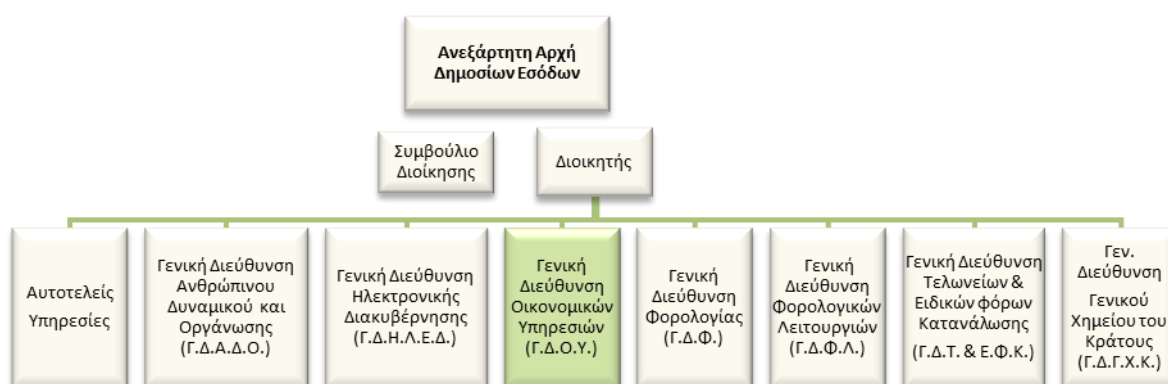 Ανεξάρτητη Αρχή
Δημοσίων Εσόδων
Συμβούλιο
Διοίκησης
Διοικητής
Αυτοτελείς
Υπηρεσίες
Γενική Διεύθυνση
Ανθρώπινου
Δυναμικού και
Οργάνωσης
(Γ.Δ.Α.Δ.Ο.)
Γενική Διεύθυνση
Ηλεκτρονικής
Διακυβέρνησης
(Γ.Δ.Η.Λ.Ε.Δ.)
Γενική
Διεύθυνση
Οικονομικών
Υπηρεσιών
(Γ.Δ.Ο.Υ.)
Γενική
Διεύθυνση
Φορολογίας
(Γ.Δ.Φ.)
Γενική
Διεύθυνση
Φορολογικών
Λειτουργιών
(Γ.Δ.Φ.Λ.)
Γενική Διεύθυνση
Τελωνείων &
Ειδικών φόρων
Κατανάλωσης
(Γ.Δ.Τ. & Ε.Φ.Κ.)
Γεν.
Διεύθυνση
Γενικού
Χημείου του
Κράτους
(Γ.Δ.Γ.Χ.Κ.)